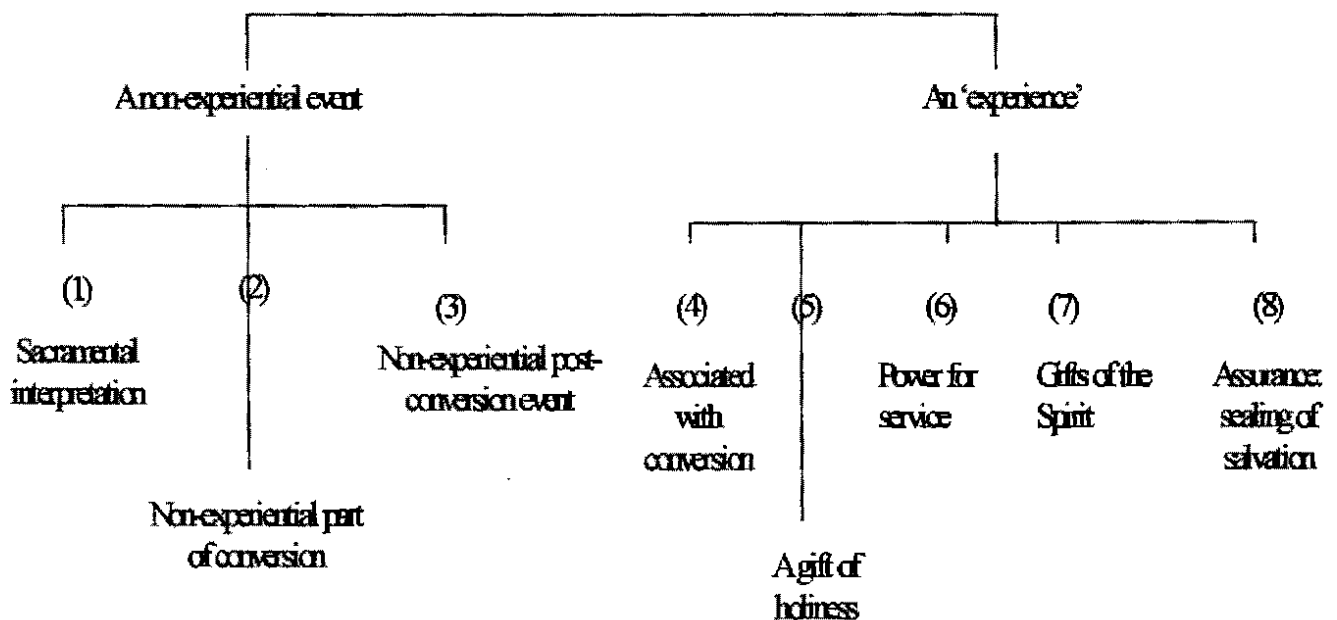 A non-experiential event
An ‘experience’
(1)
Sacramental
interpretation
(2)
Non-experiential part
of conversion
(3)
Non-experiential post-
conversion event
(4)
Associated
with
conversion
(5)
A gift of
holiness
(6)
Power for
service
(7)
Gifts of the
Spirit
(8)
Assurance:
sealing of
salvation